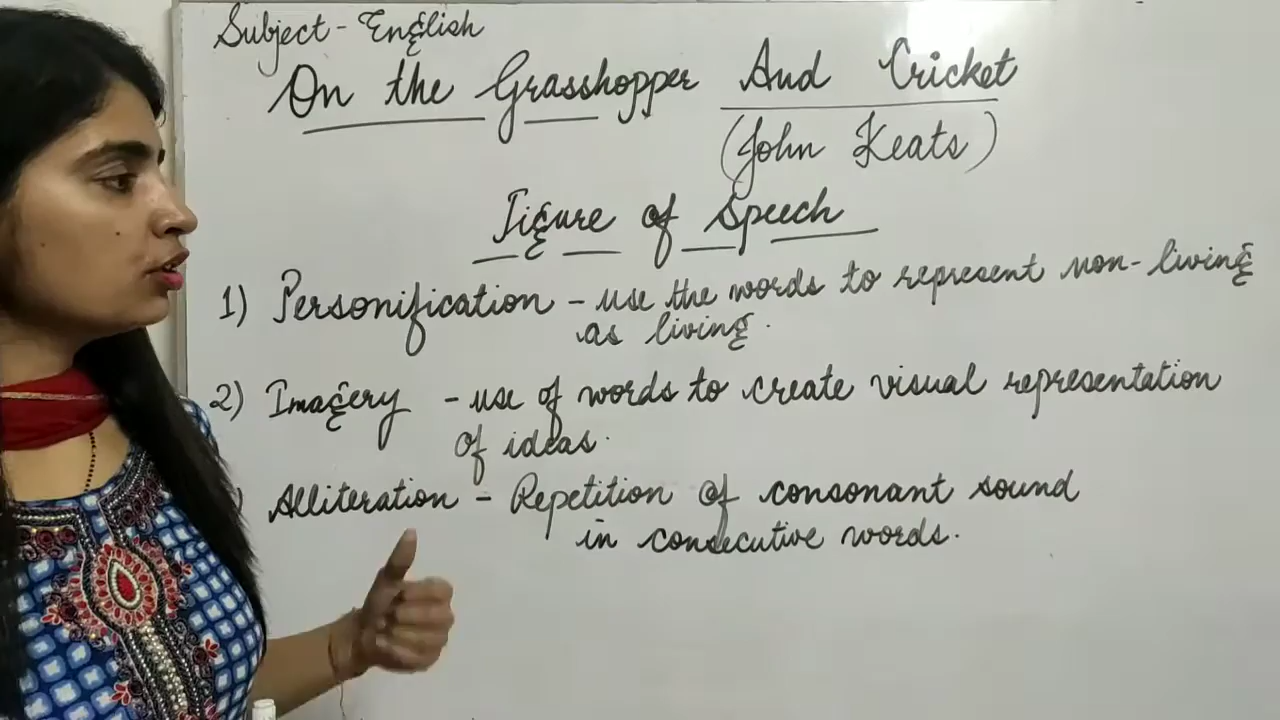 Subject - English
On the Grasshopper And Cricket
(John Keats)
Figure of Speech
1) Personification - use the words to represent non-living
as living.
2) Imagery - use of words to create visual representation
of ideas.
) Alliteration - Repetition of consonant sound
in consecutive words.